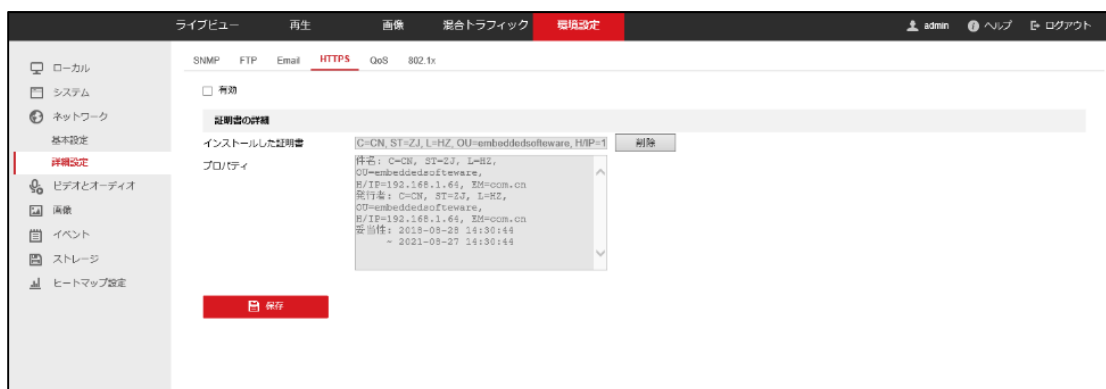 ライブビュー 再生 画像 混合トラフィック 環境設定 admin ヘルプ ログアウト
ローカル
システム
ネットワーク
基本設定
詳細設定
ビデオとオーディオ
画像
イベント
ストレージ
ヒートマップ設定
SNMP FTP Email HTTPS QoS 802.1x
有効
証明書の詳細
インストールした証明書 C=CN, ST=ZJ, L=HZ, OU=embeddedsofteware, H/IP=1 削除
プロパティ
件名: C=CN, ST=ZJ, L=HZ,
OU=embeddedsofteware,
H/IP=192.168.1.64, EM=com.cn
発行者: C=CN, ST=ZJ, L=HZ,
OU=embeddedsofteware,
H/IP=192.168.1.64, EM=com.cn
妥当性: 2018-08-28 14:30:44
- 2021-08-27 14:30:44
保存